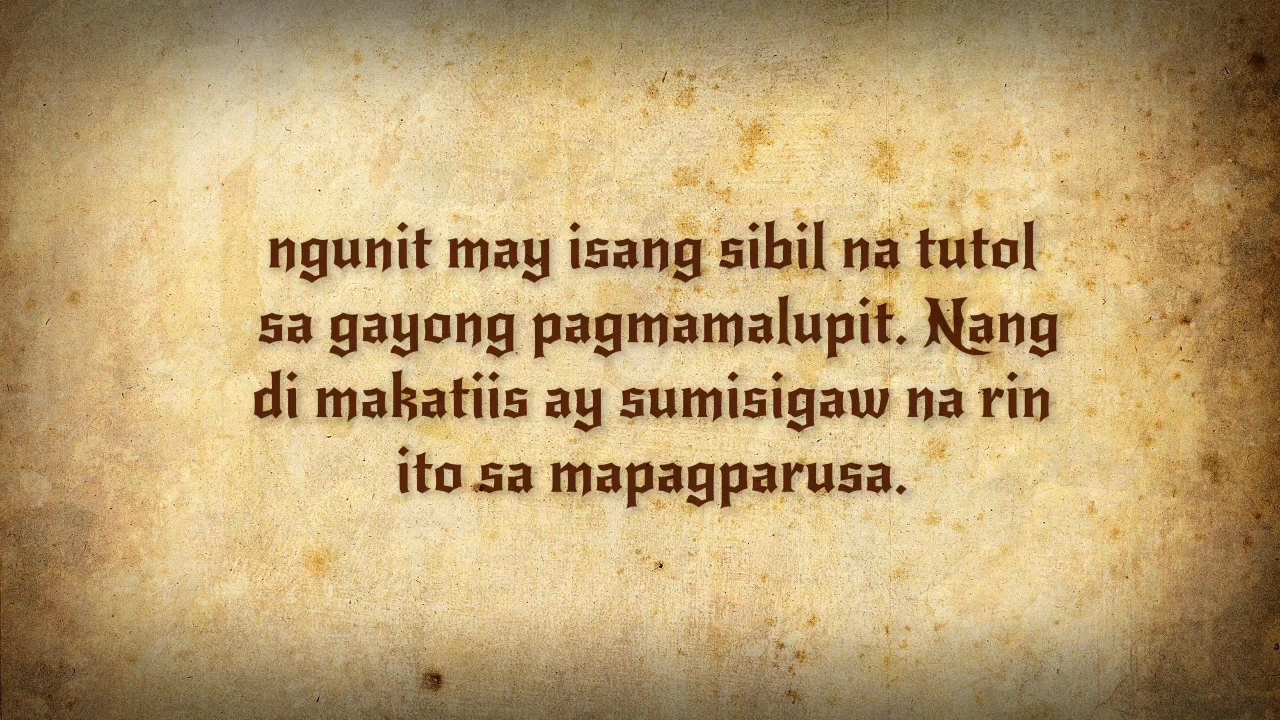 ngunit may isang sibil na tutol
sa gayong pagmamalupit. Nang
di makatiis ay sumisigaw na rin
ito sa mapagparusa.